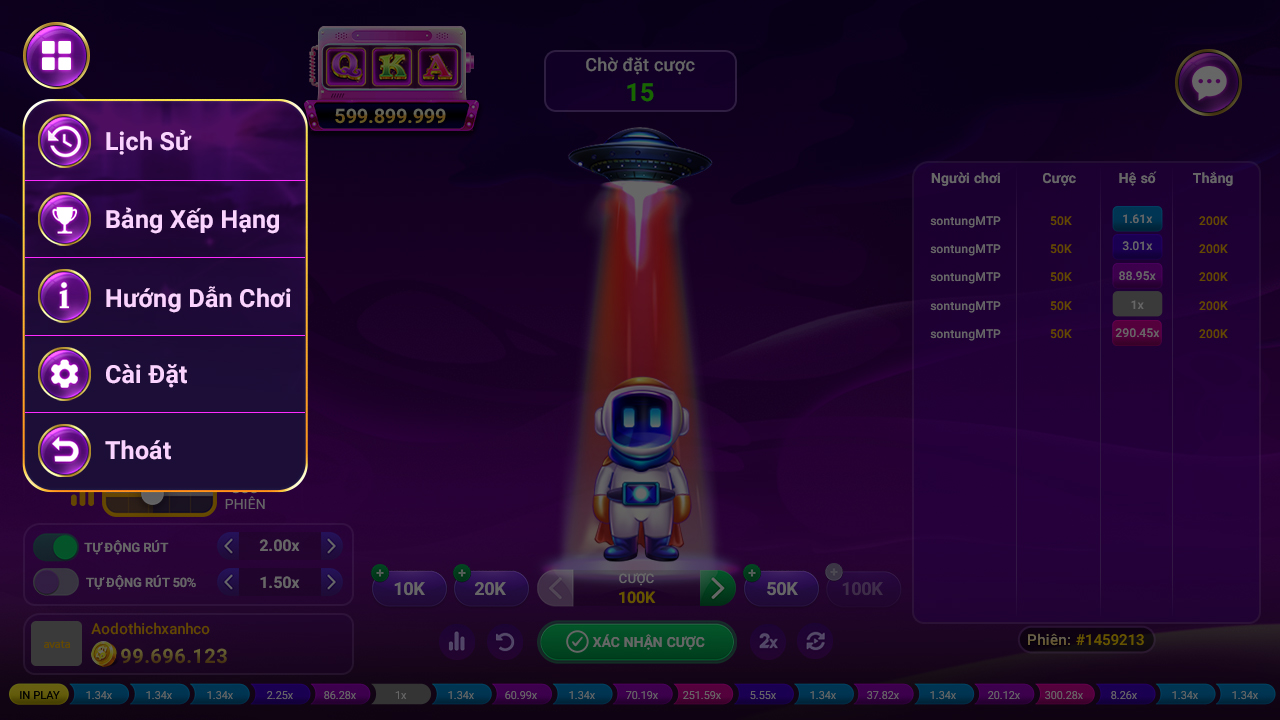 QKA
599.899.999
Chờ đặt cược
15
Lịch Sử
Bảng Xếp Hạng
Hướng Dẫn Chơi
Cài Đặt
Thoát
Người chơi Cược Hệ số Thắng
sontungMTP 50K 1.61x 200K
sontungMTP 50K 3.01x 200K
sontungMTP 50K 88.95x 200K
sontungMTP 50K 1x 200K
sontungMTP 50K 290.45x 200K
PHIÊN
TỰ ĐỘNG RÚT 2.00x
TỰ ĐỘNG RÚT 50% 1.50x
avata
Aodothichxanhco
99.696.123
10K 20K
CƯỢC
100K
50K 100K
XÁC NHẬN CƯỢC 2x
Phiên: #1459213
IN PLAY 1.34x 1.34x 1.34x 2.25x 86.28x 1x 1.34x 60.99x 1.34x 70.19x 251.59x 5.55x 1.34x 37.82x 1.34x 20.12x 300.28x 8.26x 1.34x 1.34x